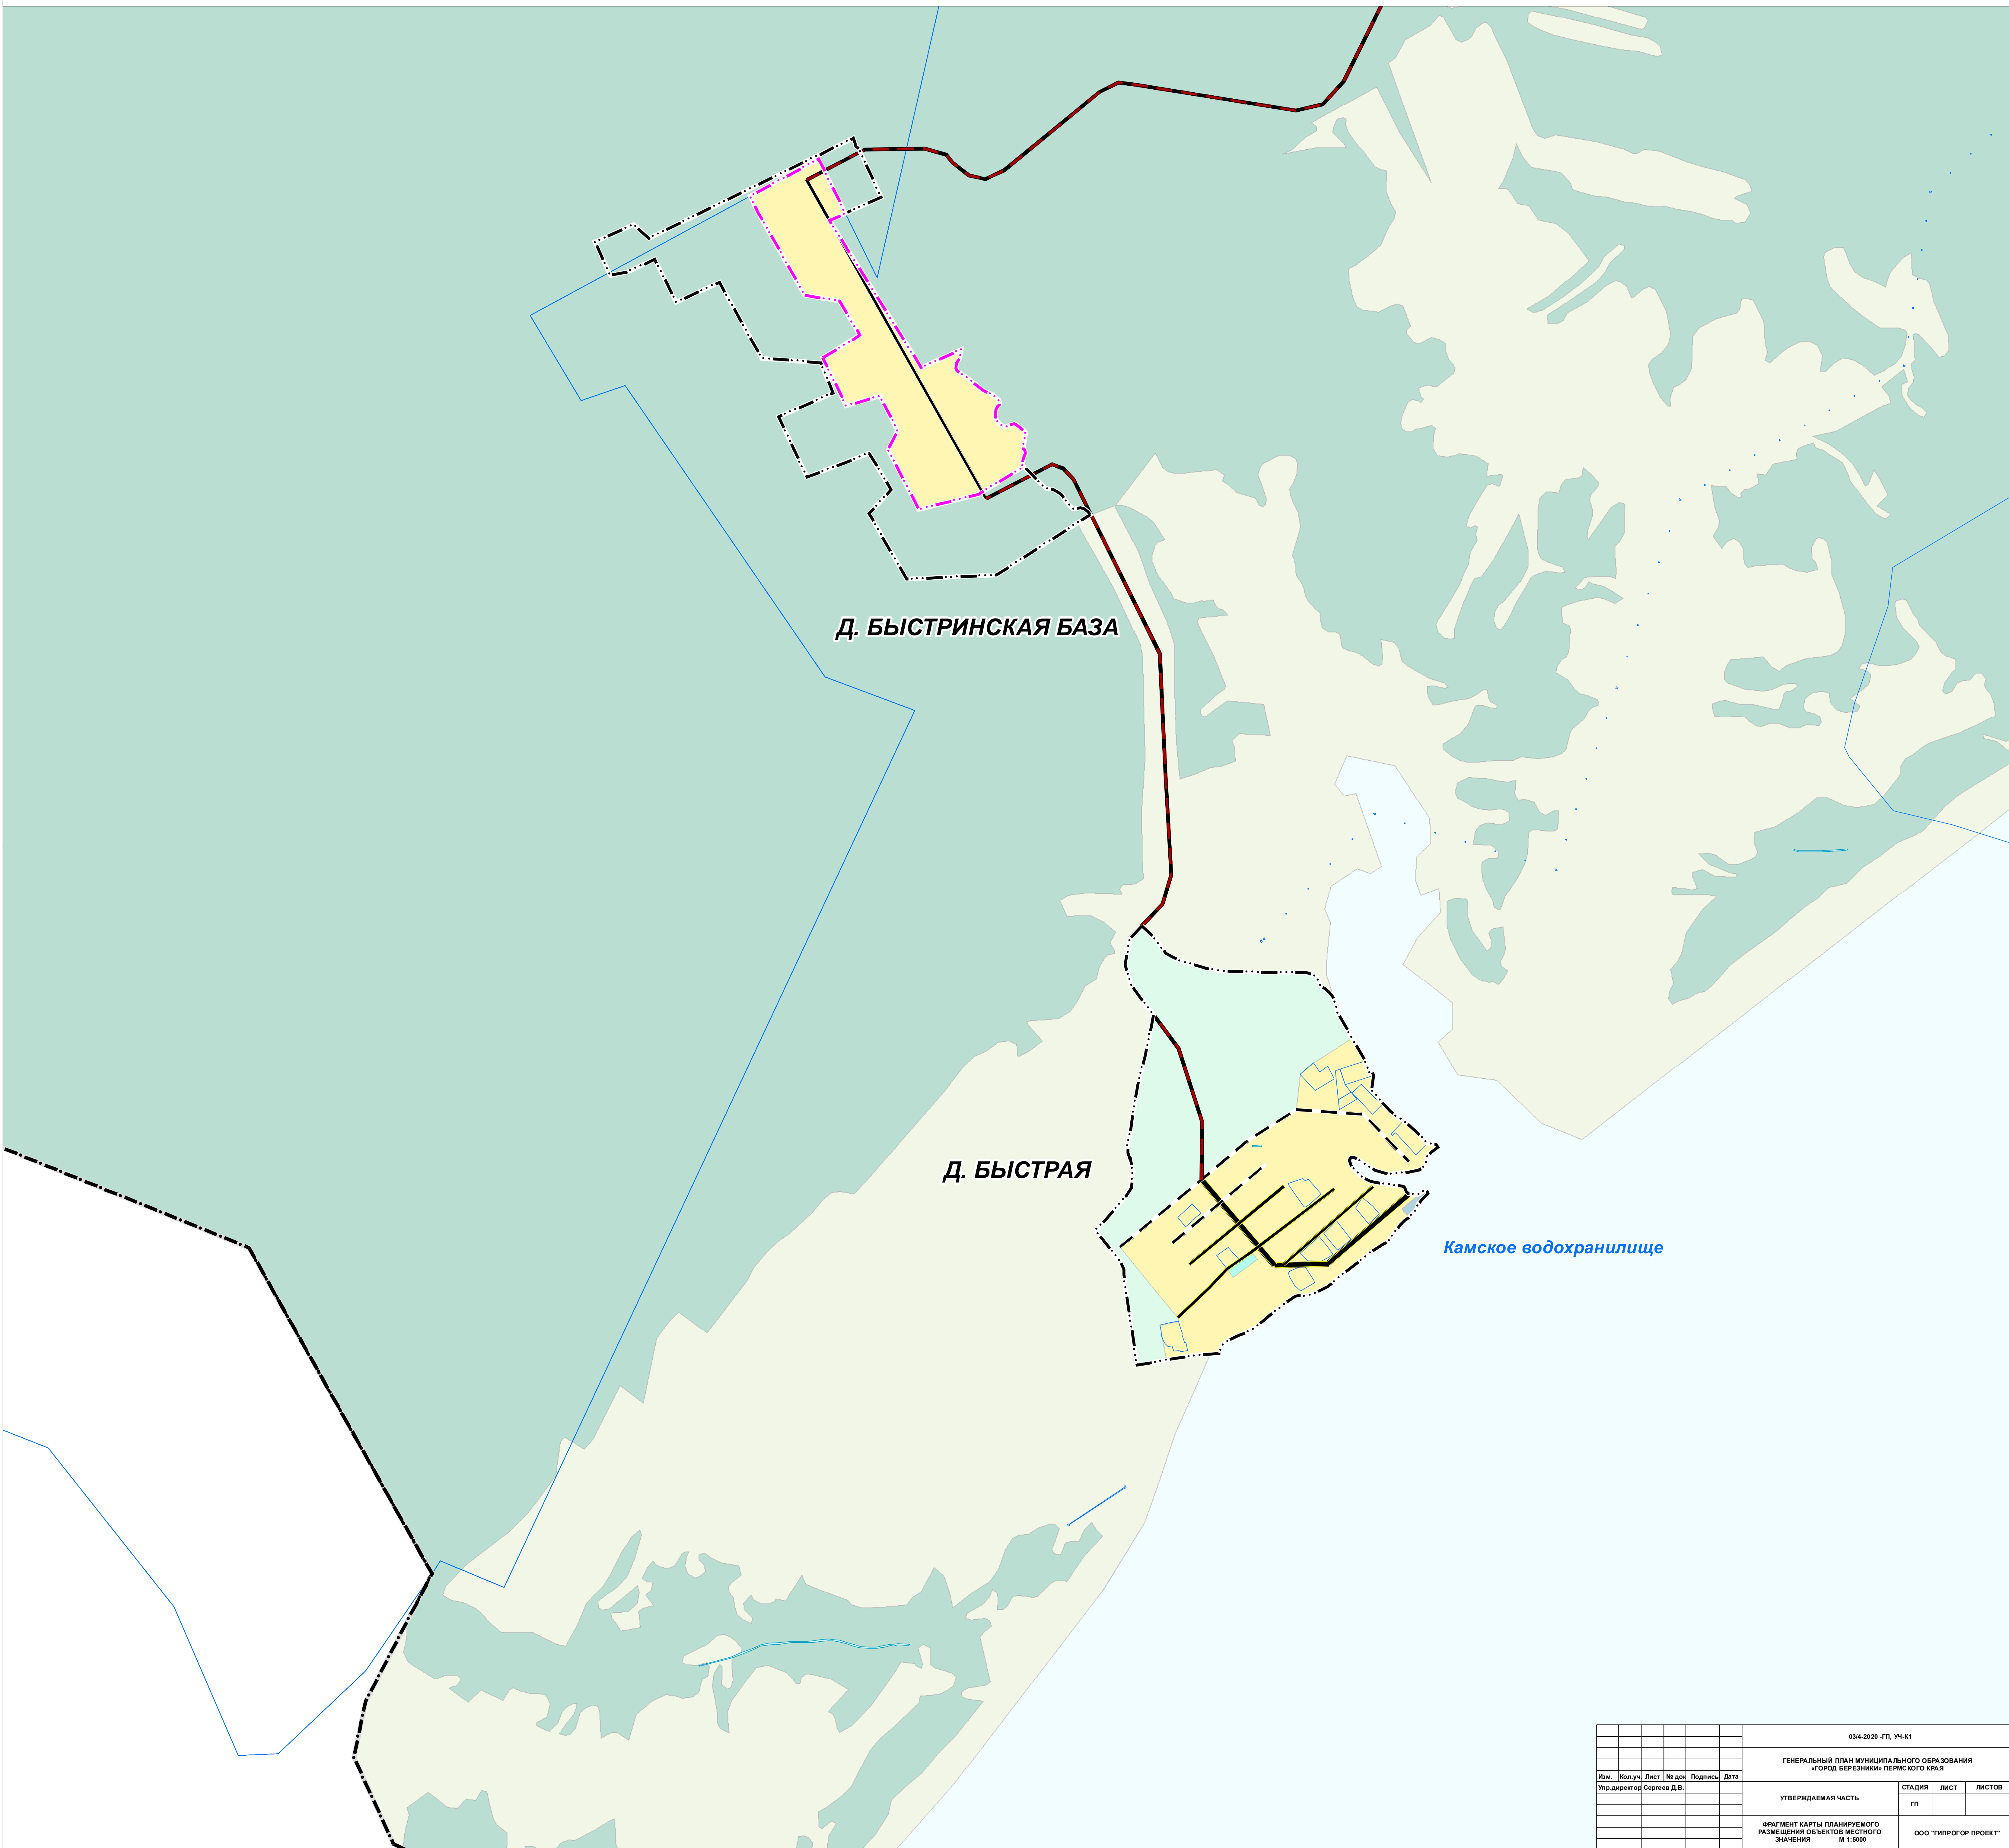 Д. БЫСТРИНСКАЯ БАЗА
Д. БЫСТРАЯ
Камское водохранилище
03/4-2020 -ГП, УЧ-К1
ГЕНЕРАЛЬНЫЙ ПЛАН МУНИЦИПАЛЬНОГО ОБРАЗОВАНИЯ
«ГОРОД БЕРЕЗНИКИ» ПЕРМСКОГО КРАЯ
Изм. Кол.уч Лист № док Подпись Дата
Упр.директор Сергеев Д.В.
УТВЕРЖДАЕМАЯ ЧАСТЬ
СТАДИЯ ЛИСТ ЛИСТОВ
ГП
ФРАГМЕНТ КАРТЫ ПЛАНИРУЕМОГО
РАЗМЕЩЕНИЯ ОБЪЕКТОВ МЕСТНОГО
ЗНАЧЕНИЯ М 1:5000
ООО "ГИПРОГОР ПРОЕКТ"